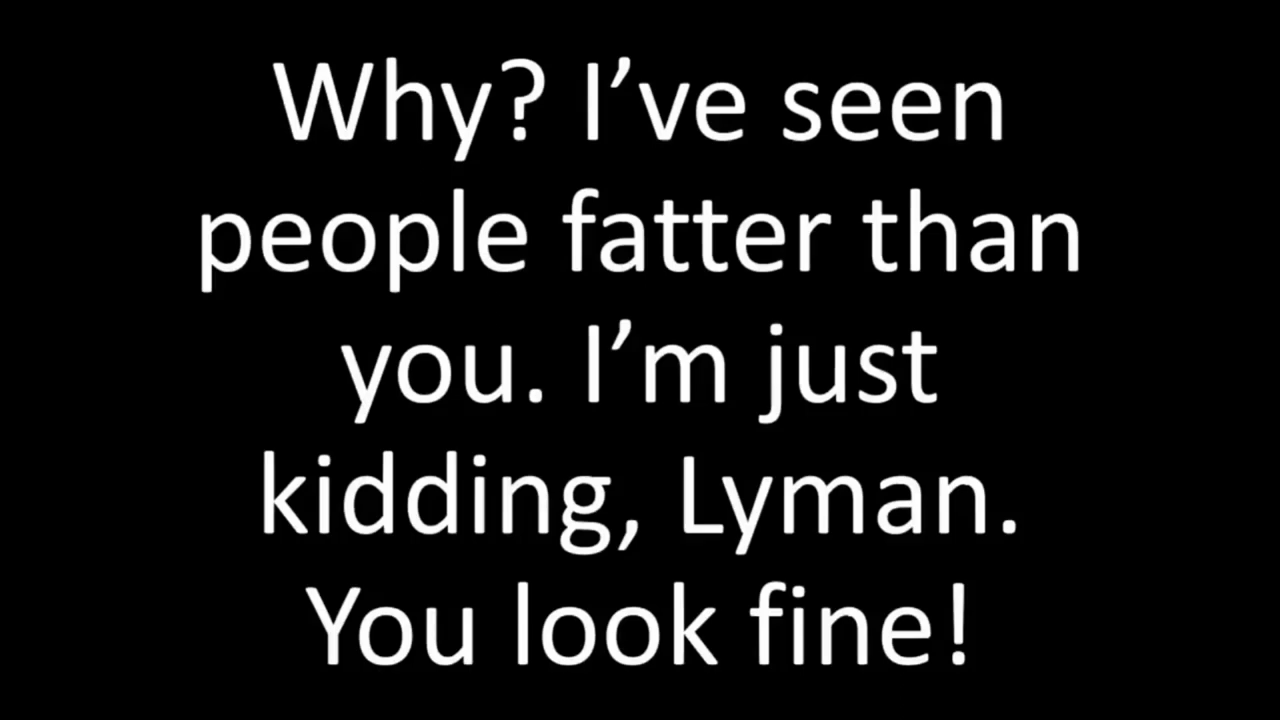 Why? I’ve seen
people fatter than
you. I’m just
kidding, Lyman.
You look fine!